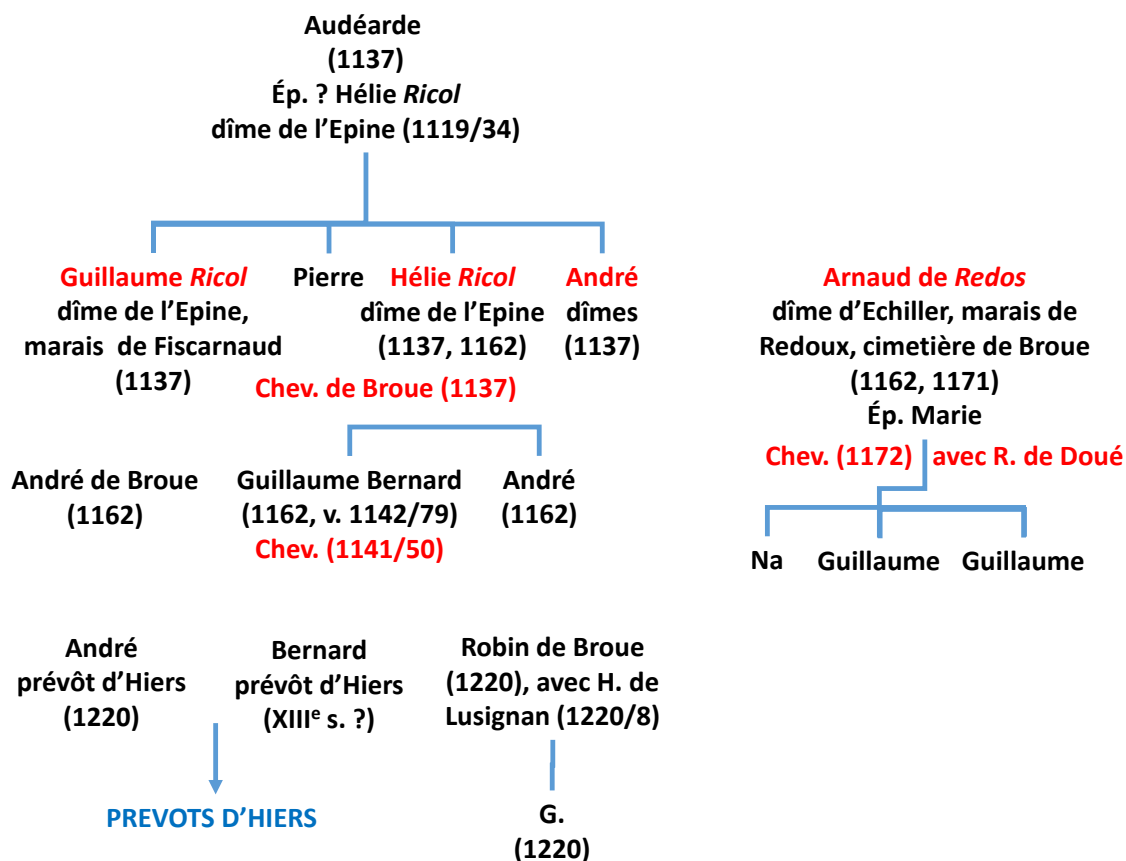 Audéarde
(1137)
Ép. ? Hélie Ricol
dîme de l’Epine (1119/34)
Guillaume Ricol
dîme de l’Epine,
marais de Fiscarnaud
(1137)
Pierre
Hélie Ricol
dîme de l’Epine
(1137, 1162)
André
dîmes
(1137)
Chev. de Broue (1137)
Arnaud de Redos
dîme d’Echiller, marais de
Redoux, cimetière de Broue
(1162, 1171)
Ép. Marie
Chev. (1172) avec R. de Doué
André de Broue
(1162)
Guillaume Bernard
(1162, v. 1142/79)
Chev. (1141/50)
André
(1162)
Na
Guillaume
Guillaume
André
prévôt d’Hiers
(1220)
Bernard
prévôt d’Hiers
(XIIIe s. ?)
Robin de Broue
(1220), avec H. de
Lusignan (1220/8)
PREVOTS D’HIERS
G.
(1220)